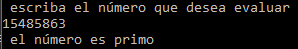 escriba el número que desea evaluar
15485863
el número es primo